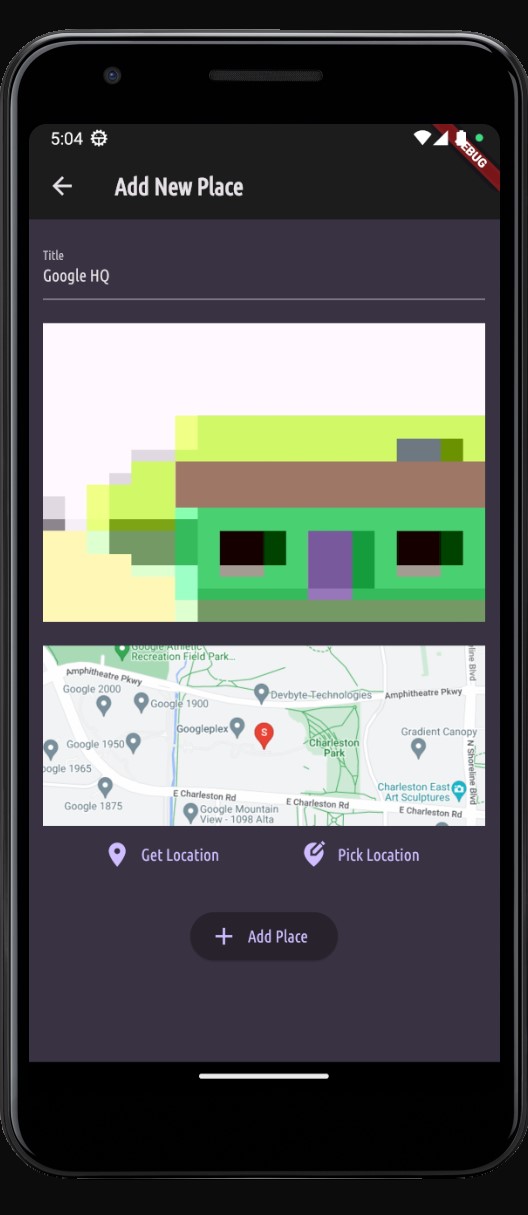 5:04
DEBUG
Add New Place
Title
Google HQ
Google Athletic
Recreation Field Park...
Amphitheatre Pkwy
Google 2000
Google 1900
Devbyte Technologies
Amphitheatre Pkwy
Googleplex
S
Google 1950
Charleston
Park
Gradient Canopy
N Shoreline Blvd
oogle 1965
Google 1875
E Charleston Rd
Google Mountain
View - 1098 Alta
E Charleston Rd
Charleston East
Art Sculptures
E Charleston Rd
eline Blvd
Get Location
Pick Location
Add Place